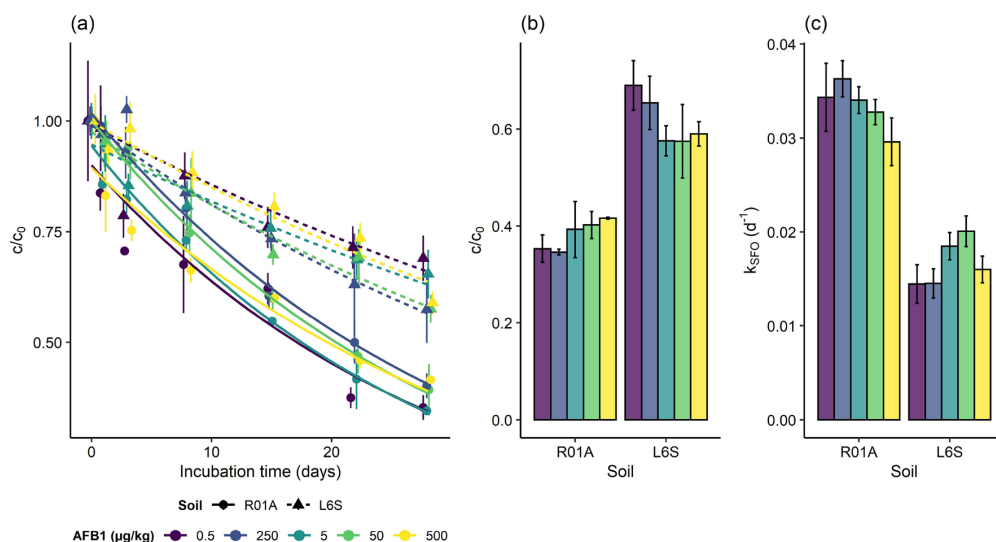 (a)
c/c₀
1.00
0.75
0.50
0
10
20
Incubation time (days)
(b)
c/c₀
0.6
0.4
0.2
0.0
R01A
L6S
Soil
(c)
kSFO (d⁻¹)
0.04
0.03
0.02
0.01
0.00
R01A
L6S
Soil
Soil R01A L6S
AFB1 (µg/kg) 0.5 250 5 50 500